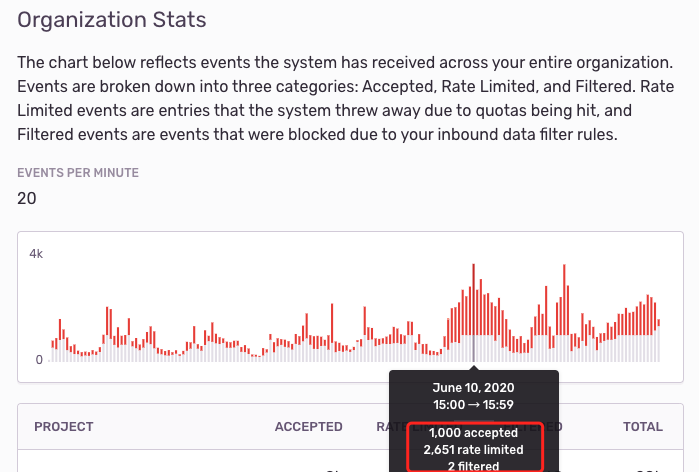 Organization Stats
The chart below reflects events the system has received across your entire organization.
Events are broken down into three categories: Accepted, Rate Limited, and Filtered. Rate
Limited events are entries that the system threw away due to quotas being hit, and
Filtered events are events that were blocked due to your inbound data filter rules.
EVENTS PER MINUTE
20
4k
0
June 10, 2020
15:00 → 15:59
PROJECT ACCEPTED TOTAL
1,000 accepted
2,651 rate limited
2 filtered